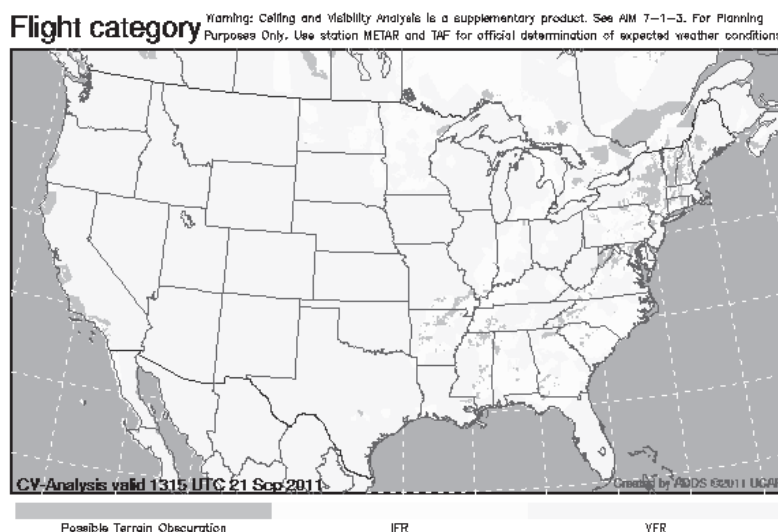 Flight category
Warning: Ceiling and Visibility Analysis is a supplementary product. See AIM 7-1-3. For Planning
Purposes Only. Use station METAR and TAF for official determination of expected weather conditions
CV-Analysis valid 1315 UTC 21 Sep 2011
Created by ADDS ©2011 UCAR
Possible Terrain Obscuration
IFR
VFR